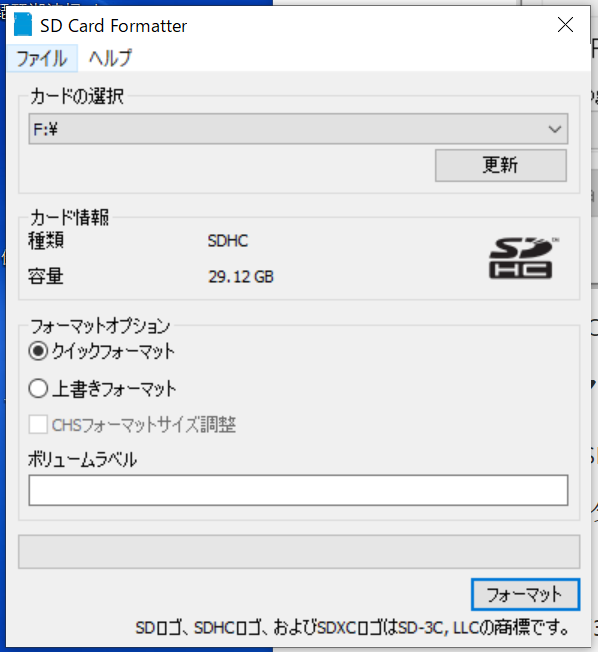 SD Card Formatter
ファイル ヘルプ
カードの選択
F:¥
更新
カード情報
種類 SDHC
容量 29.12 GB
SD HC ™
フォーマットオプション
クイックフォーマット
上書きフォーマット
CHSフォーマットサイズ調整
ボリュームラベル
フォーマット
SDロゴ、SDHCロゴ、およびSDXCロゴはSD-3C, LLCの商標です。